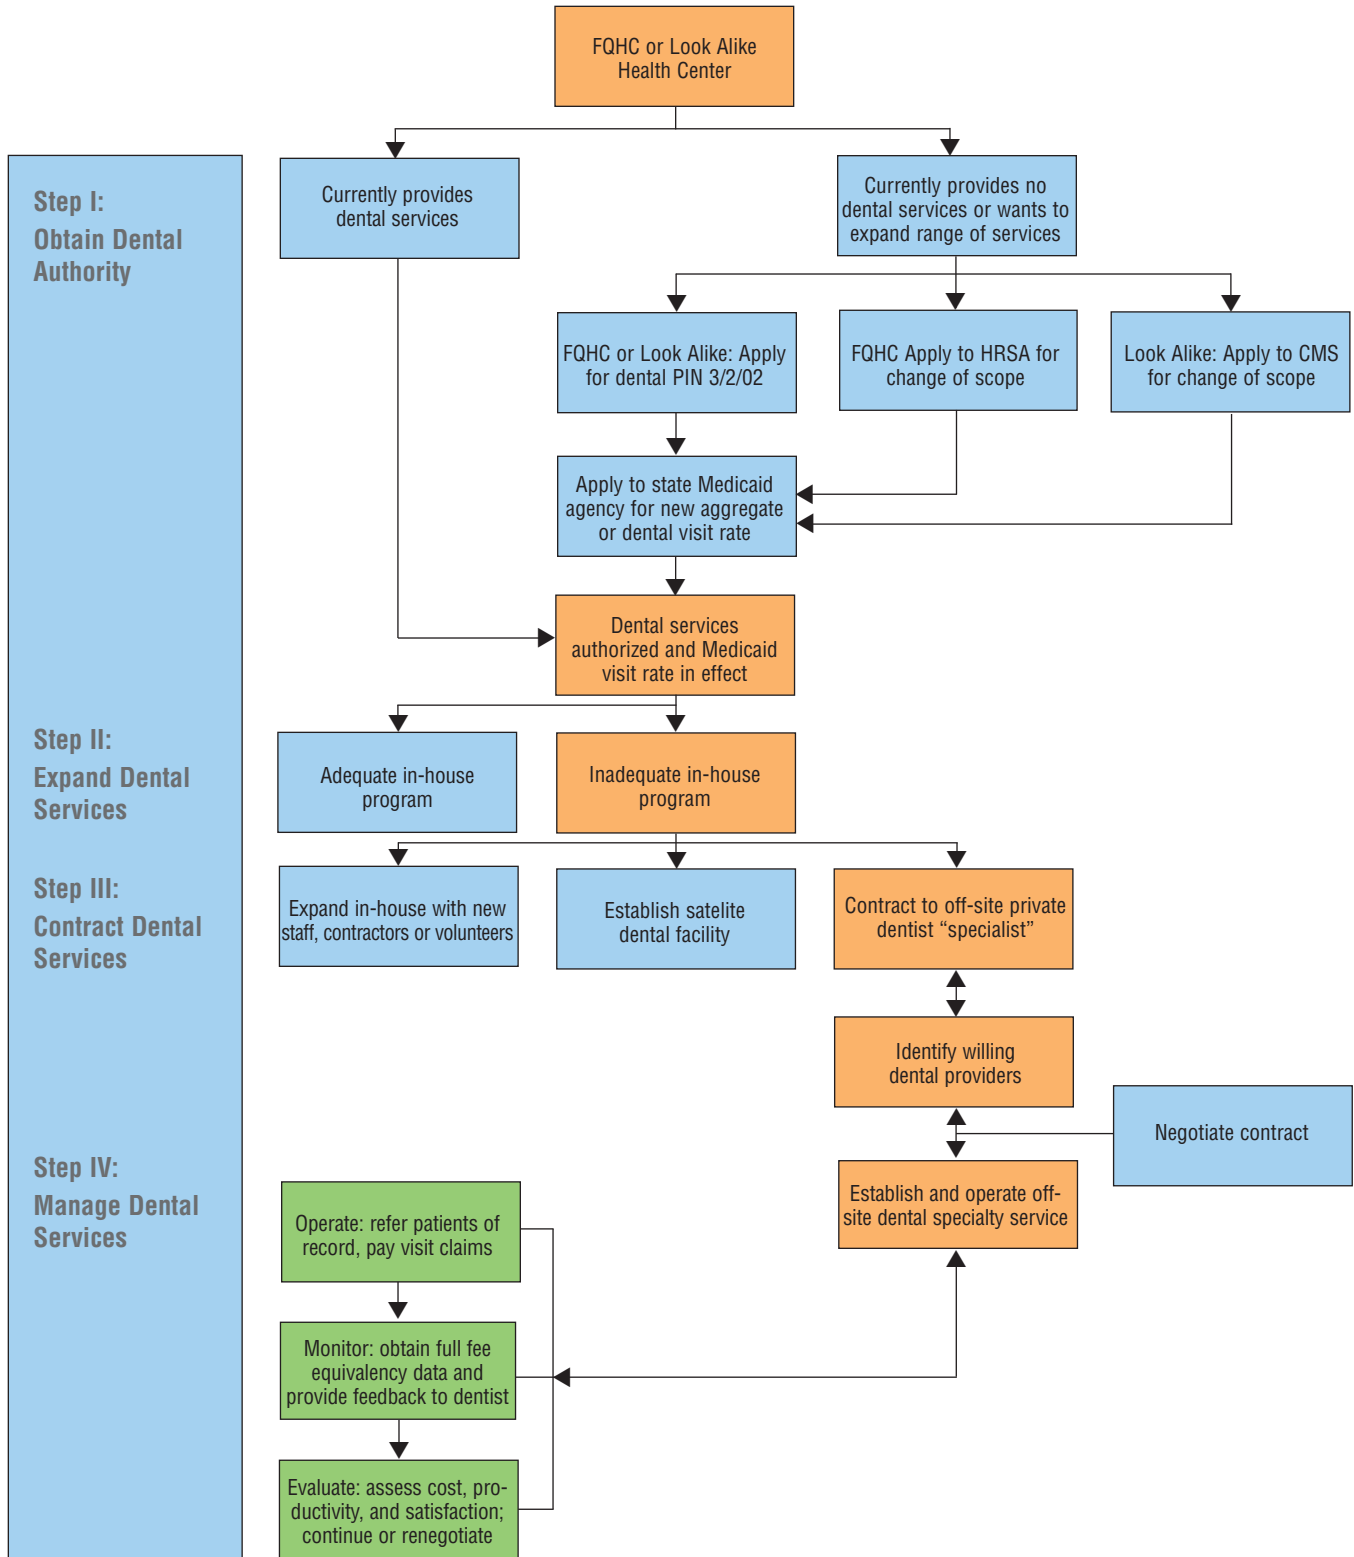 FQHC or Look Alike
Health Center
Step I:
Obtain Dental
Authority
Currently provides
dental services
Currently provides no
dental services or wants to
expand range of services
FQHC or Look Alike: Apply
for dental PIN 3/2/02
FQHC Apply to HRSA for
change of scope
Look Alike: Apply to CMS
for change of scope
Apply to state Medicaid
agency for new aggregate
or dental visit rate
Dental services
authorized and Medicaid
visit rate in effect
Step II:
Expand Dental
Services
Adequate in-house
program
Inadequate in-house
program
Step III:
Contract Dental
Services
Expand in-house with new
staff, contractors or volunteers
Establish satelite
dental facility
Contract to off-site private
dentist “specialist”
Identify willing
dental providers
Negotiate contract
Step IV:
Manage Dental
Services
Establish and operate off-
site dental specialty service
Operate: refer patients of
record, pay visit claims
Monitor: obtain full fee
equivalency data and
provide feedback to dentist
Evaluate: assess cost, pro-
ductivity, and satisfaction;
continue or renegotiate